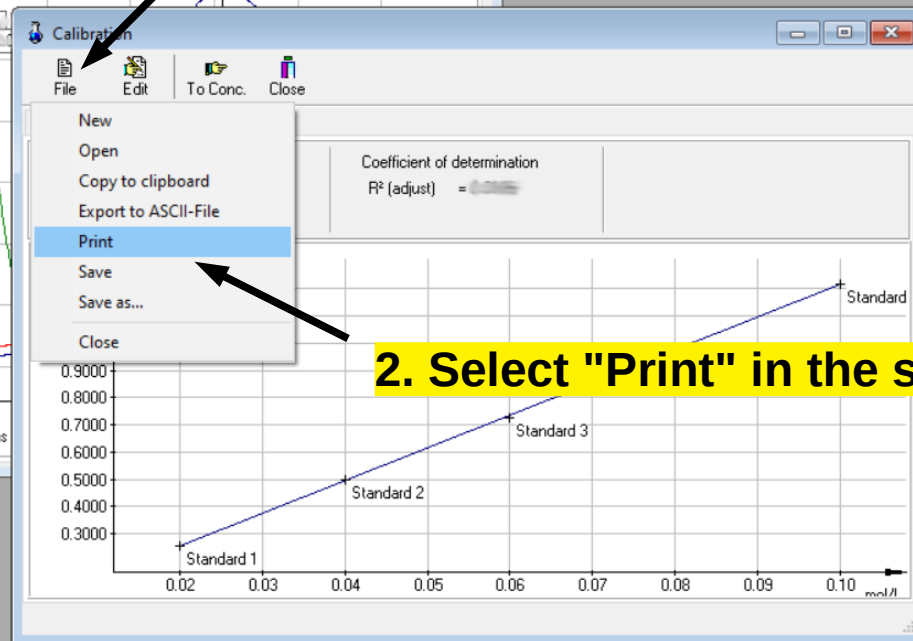 Calibration
File Edit To Conc. Close
New
Open
Copy to clipboard
Export to ASCII-File
Print
Save
Save as...
Close
Coefficient of determination
R² (adjust) =
Standard
2. Select "Print" in the s
0.9000
0.8000
0.7000
0.6000
0.5000
0.4000
0.3000
Standard 3
Standard 2
Standard 1
0.02 0.03 0.04 0.05 0.06 0.07 0.08 0.09 0.10 mol/l